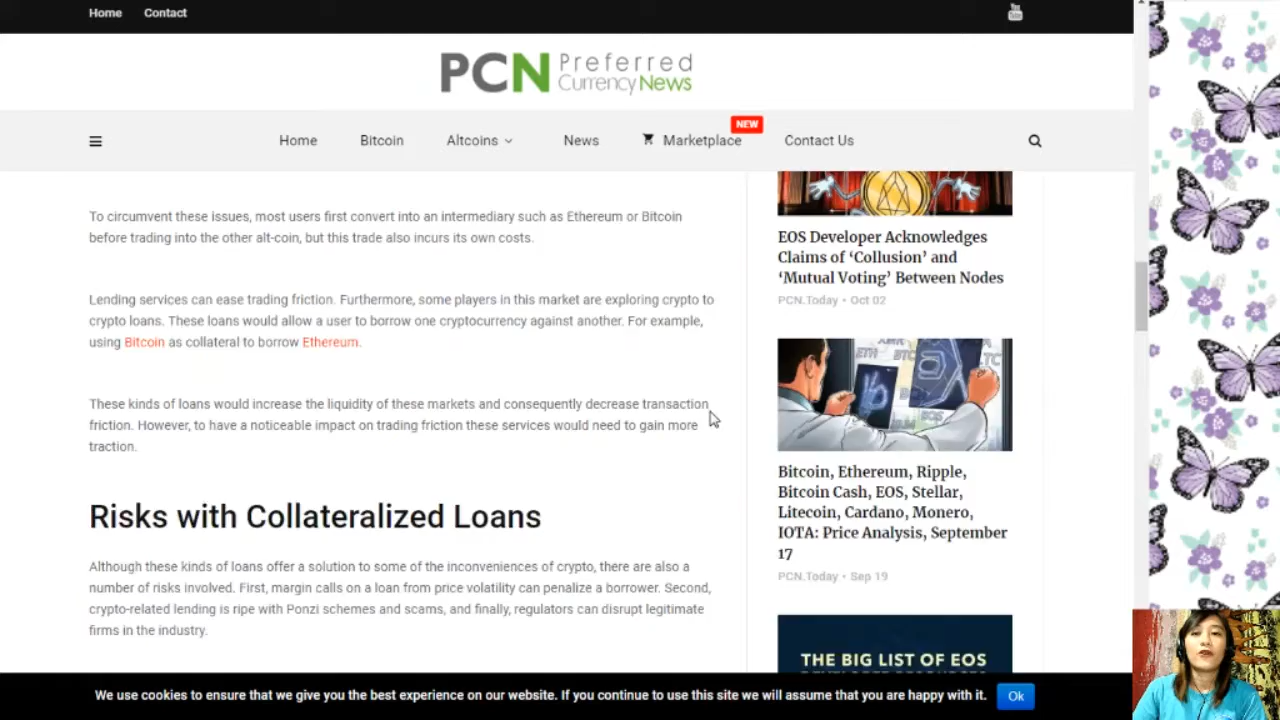 Home Contact
You Tube
PCN Preferred
CurrencyNews
NEW
Home Bitcoin Altcoins News Marketplace Contact Us
To circumvent these issues, most users first convert into an intermediary such as Ethereum or Bitcoin
before trading into the other alt-coin, but this trade also incurs its own costs.
Lending services can ease trading friction. Furthermore, some players in this market are exploring crypto to
crypto loans. These loans would allow a user to borrow one cryptocurrency against another. For example,
using Bitcoin as collateral to borrow Ethereum.
These kinds of loans would increase the liquidity of these markets and consequently decrease transaction
friction. However, to have a noticeable impact on trading friction these services would need to gain more
traction.
Risks with Collateralized Loans
Although these kinds of loans offer a solution to some of the inconveniences of crypto, there are also a
number of risks involved. First, margin calls on a loan from price volatility can penalize a borrower. Second,
crypto-related lending is ripe with Ponzi schemes and scams, and finally, regulators can disrupt legitimate
firms in the industry.
EOS Developer Acknowledges
Claims of ‘Collusion’ and
‘Mutual Voting’ Between Nodes
PCN.Today • Oct 02
ETH BTC
EOS
Bitcoin, Ethereum, Ripple,
Bitcoin Cash, EOS, Stellar,
Litecoin, Cardano, Monero,
IOTA: Price Analysis, September
17
PCN.Today • Sep 19
THE BIG LIST OF EOS
We use cookies to ensure that we give you the best experience on our website. If you continue to use this site we will assume that you are happy with it. Ok